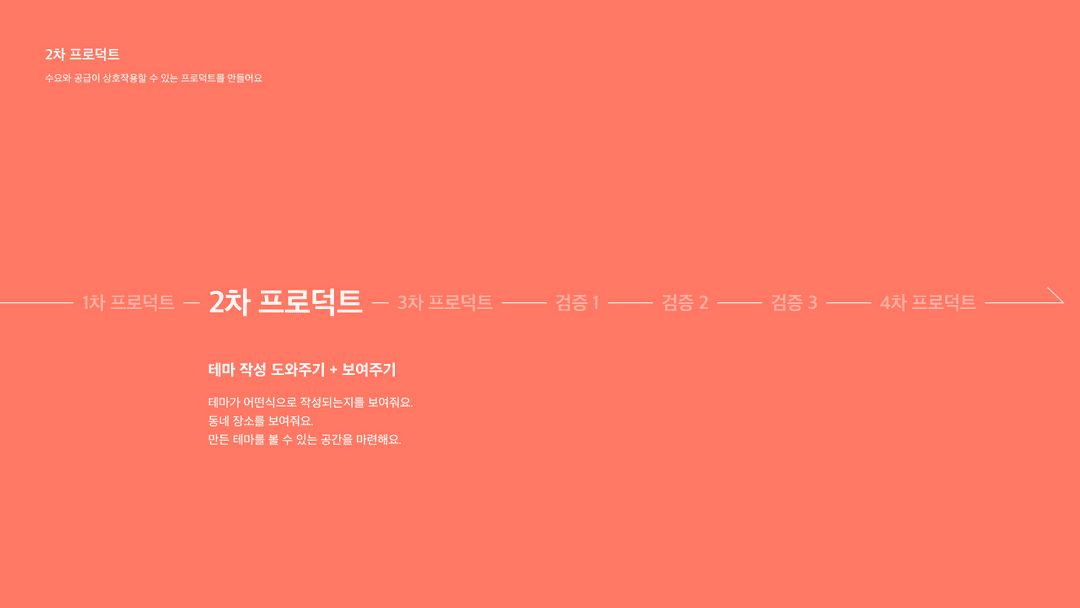 2차 프로덕트
수요와 공급이 상호작용할 수 있는 프로덕트를 만들어요
1차 프로덕트 2차 프로덕트 3차 프로덕트 검증 1 검증 2 검증 3 4차 프로덕트
테마 작성 도와주기 + 보여주기
테마가 어떤식으로 작성되는지를 보여줘요.
동네 장소를 보여줘요.
만든 테마를 볼 수 있는 공간을 마련해요.